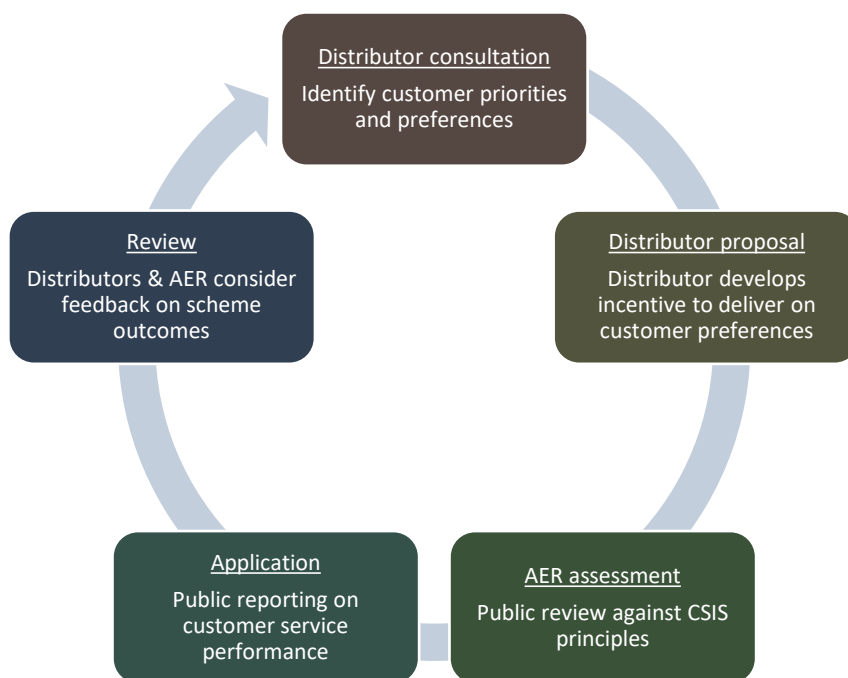 Distributor consultation
Identify customer priorities
and preferences
Distributor proposal
Distributor develops
incentive to deliver on
customer preferences
AER assessment
Public review against CSIS
principles
Application
Public reporting on
customer service
performance
Review
Distributors & AER consider
feedback on scheme
outcomes